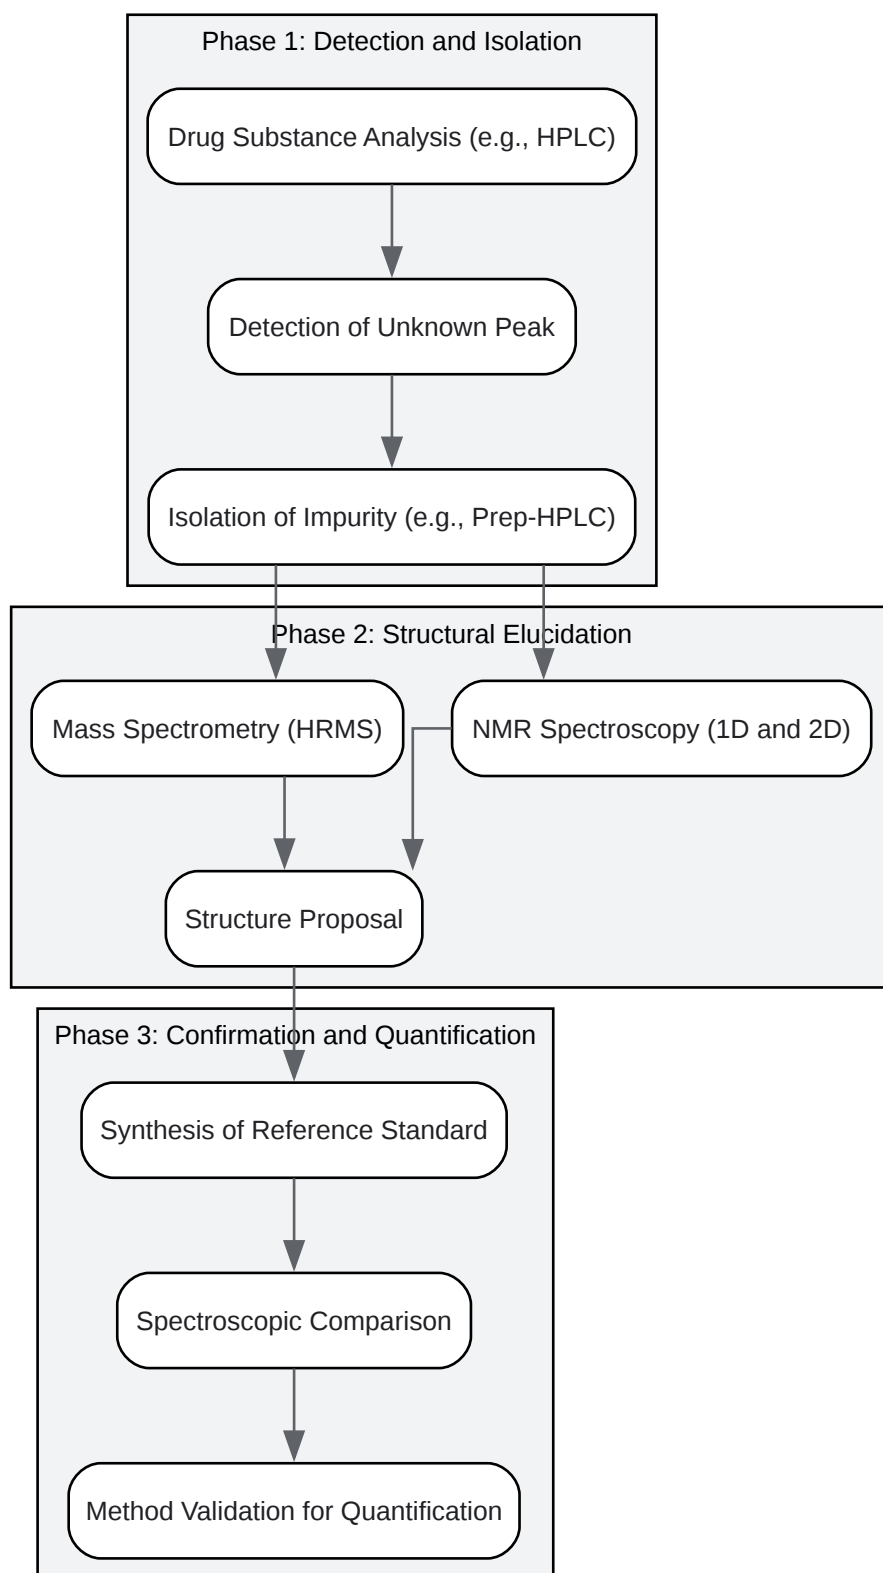 Phase 1: Detection and Isolation
Drug Substance Analysis (e.g., HPLC)
Detection of Unknown Peak
Isolation of Impurity (e.g., Prep-HPLC)
Phase 2: Structural Elucidation
Mass Spectrometry (HRMS)
NMR Spectroscopy (1D and 2D)
Structure Proposal
Phase 3: Confirmation and Quantification
Synthesis of Reference Standard
Spectroscopic Comparison
Method Validation for Quantification